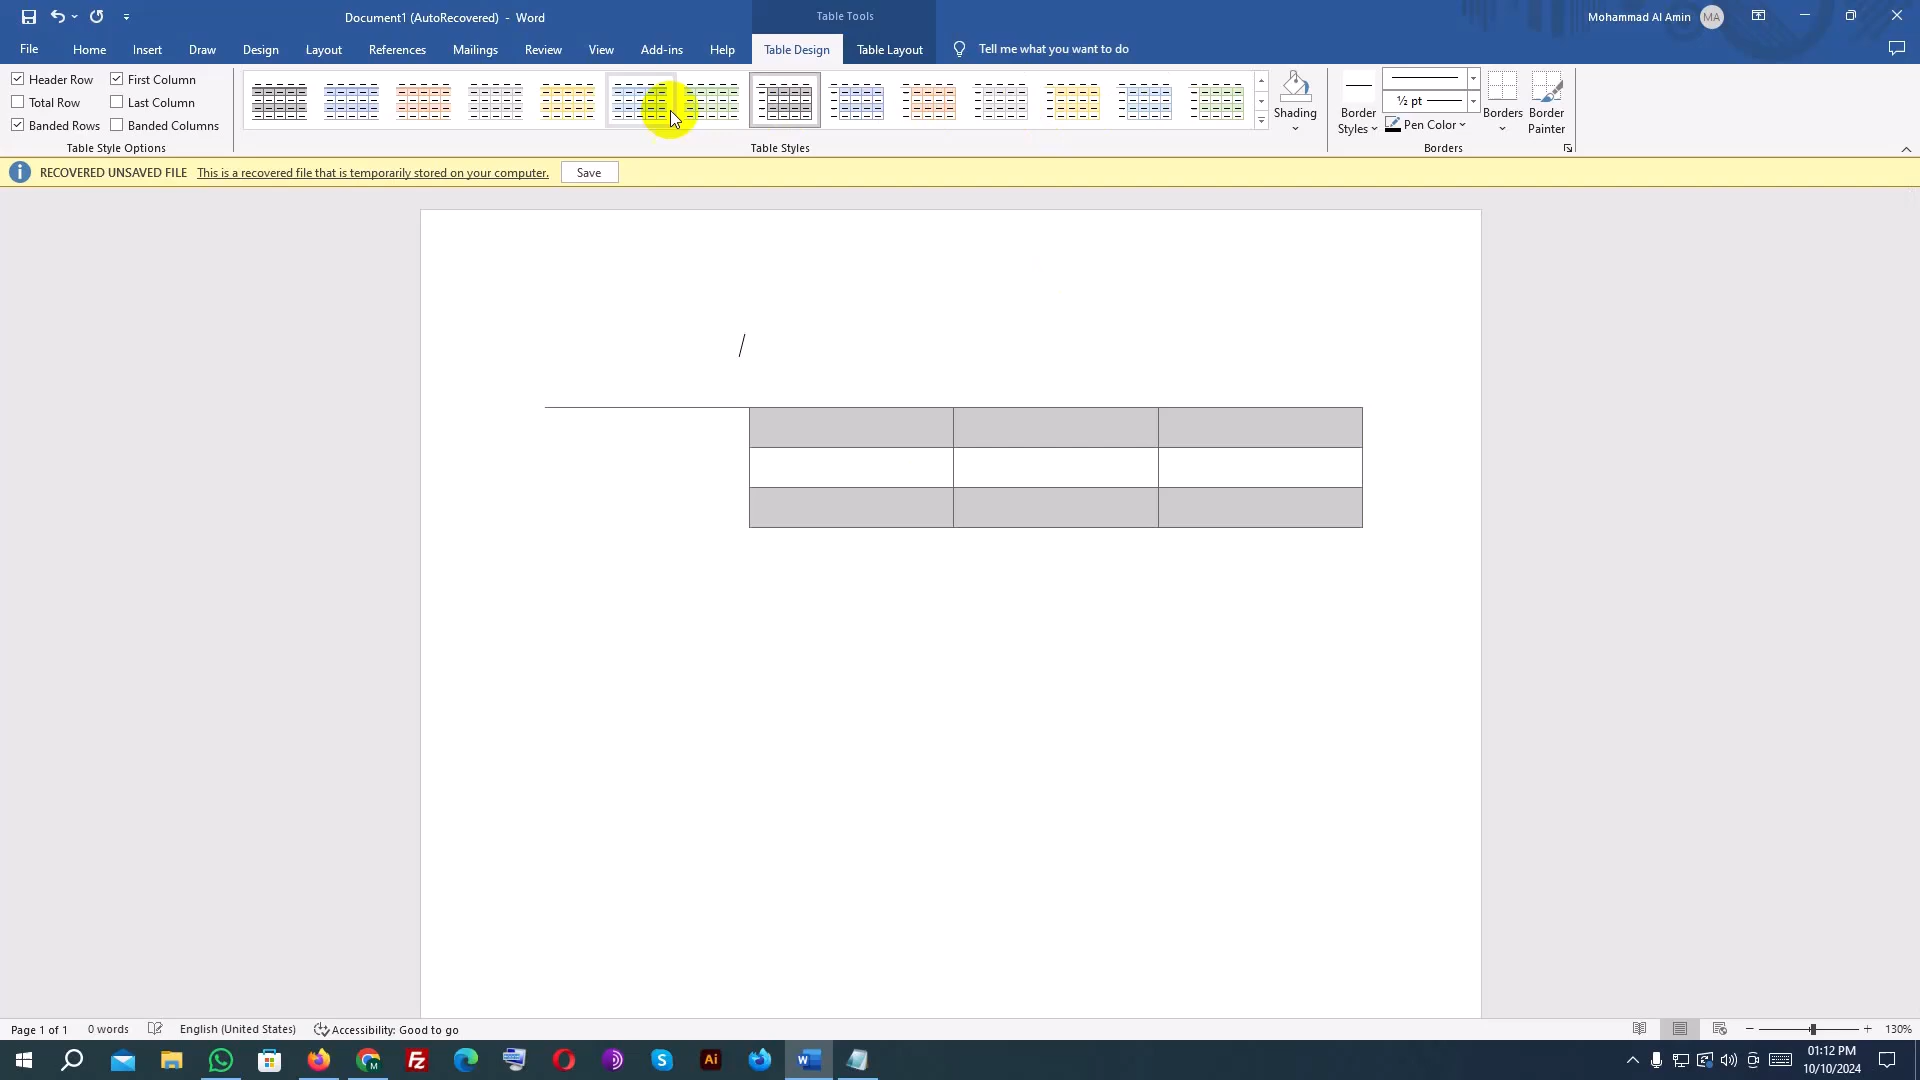 Document1 (AutoRecovered) - Word
Table Tools
Mohammad Al Amin
MA
File
Home
Insert
Draw
Design
Layout
References
Mailings
Review
View
Add-ins
Help
Table Design
Table Layout
Tell me what you want to do
Header Row
First Column
Total Row
Last Column
Banded Rows
Banded Columns
Table Style Options
Table Styles
Shading
Border
Styles
½ pt
Pen Color
Borders
Border
Painter
Borders
RECOVERED UNSAVED FILE
This is a recovered file that is temporarily stored on your computer.
Save
Page 1 of 1
0 words
English (United States)
Accessibility: Good to go
130%
M
Fz
S
Ai
W
01:12 PM
10/10/2024